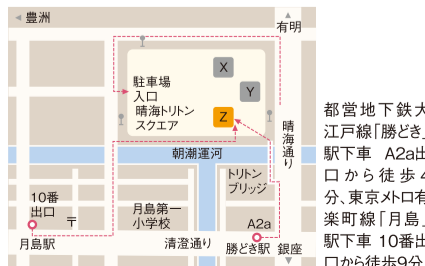 豊洲
有明
X
駐車場
入口
Y
晴海トリトン
スクエア
Z
晴海通り
朝潮運河
トリトン
ブリッジ
10番
出口
〒
月島第一
小学校
A2a
月島駅
清澄通り
勝どき駅
銀座
都営地下鉄大
江戸線「勝どき」
駅下車 A2a出
口から徒歩4
分、東京メトロ有
楽町線「月島」
駅下車 10番出
口から徒歩9分